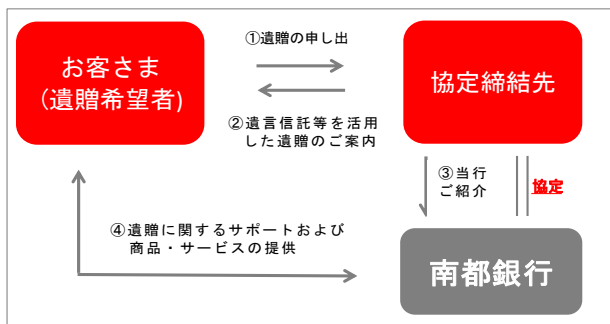 お客さま
(遺贈希望者)
①遺贈の申し出
②遺言信託等を活用
した遺贈のご案内
協定締結先
③当行
ご紹介
協定
④遺贈に関するサポートおよび
商品・サービスの提供
南都銀行